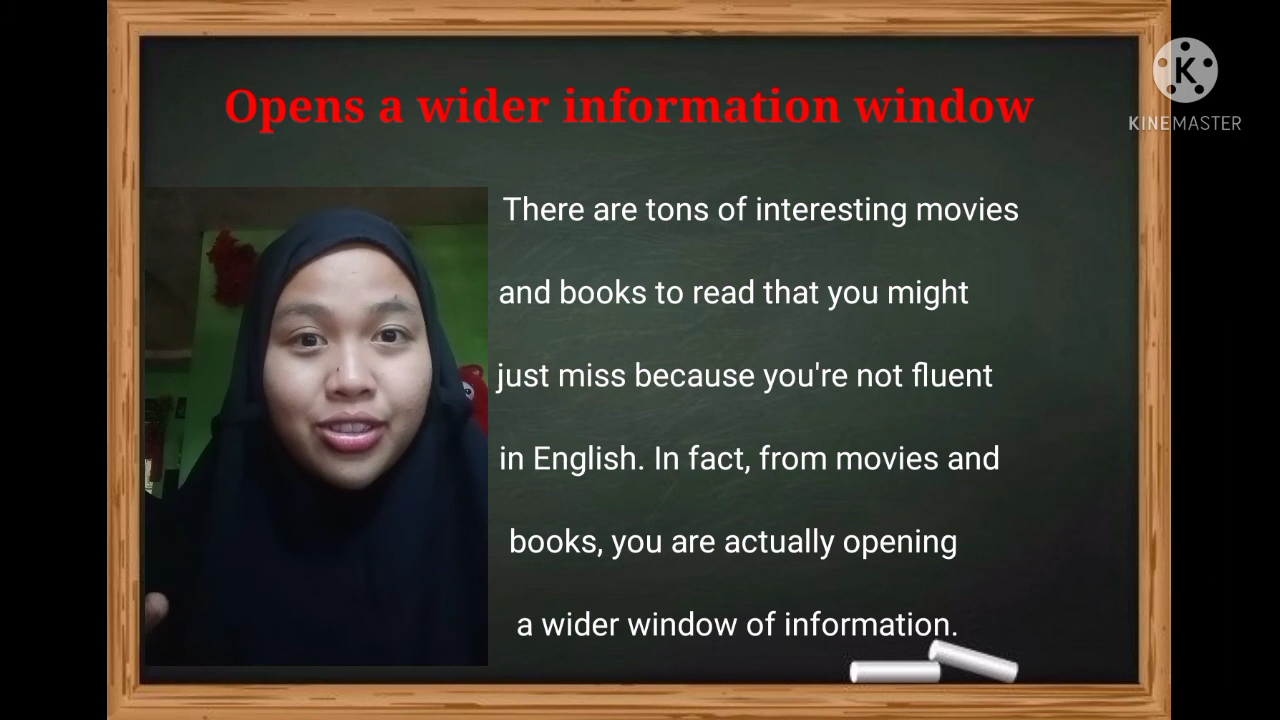 Opens a wider information window
K
KINEMASTER
There are tons of interesting movies
and books to read that you might
just miss because you're not fluent
in English. In fact, from movies and
books, you are actually opening
a wider window of information.